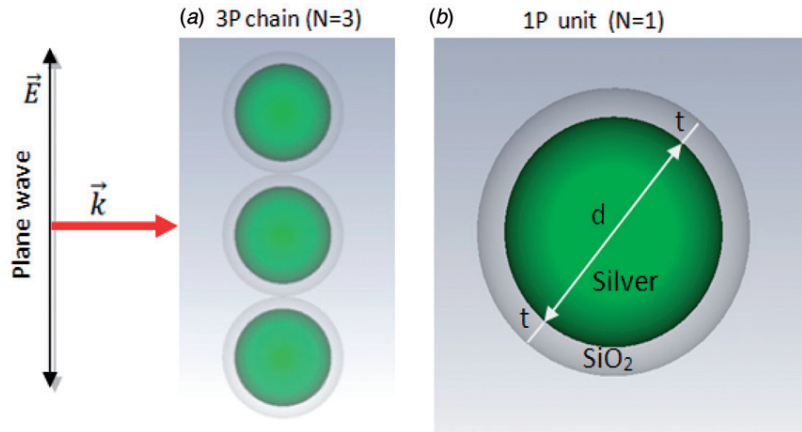 (a) 3P chain (N=3)
(b) 1P unit (N=1)
E⃗
Plane wave
k⃗
t
d
Silver
t
SiO₂